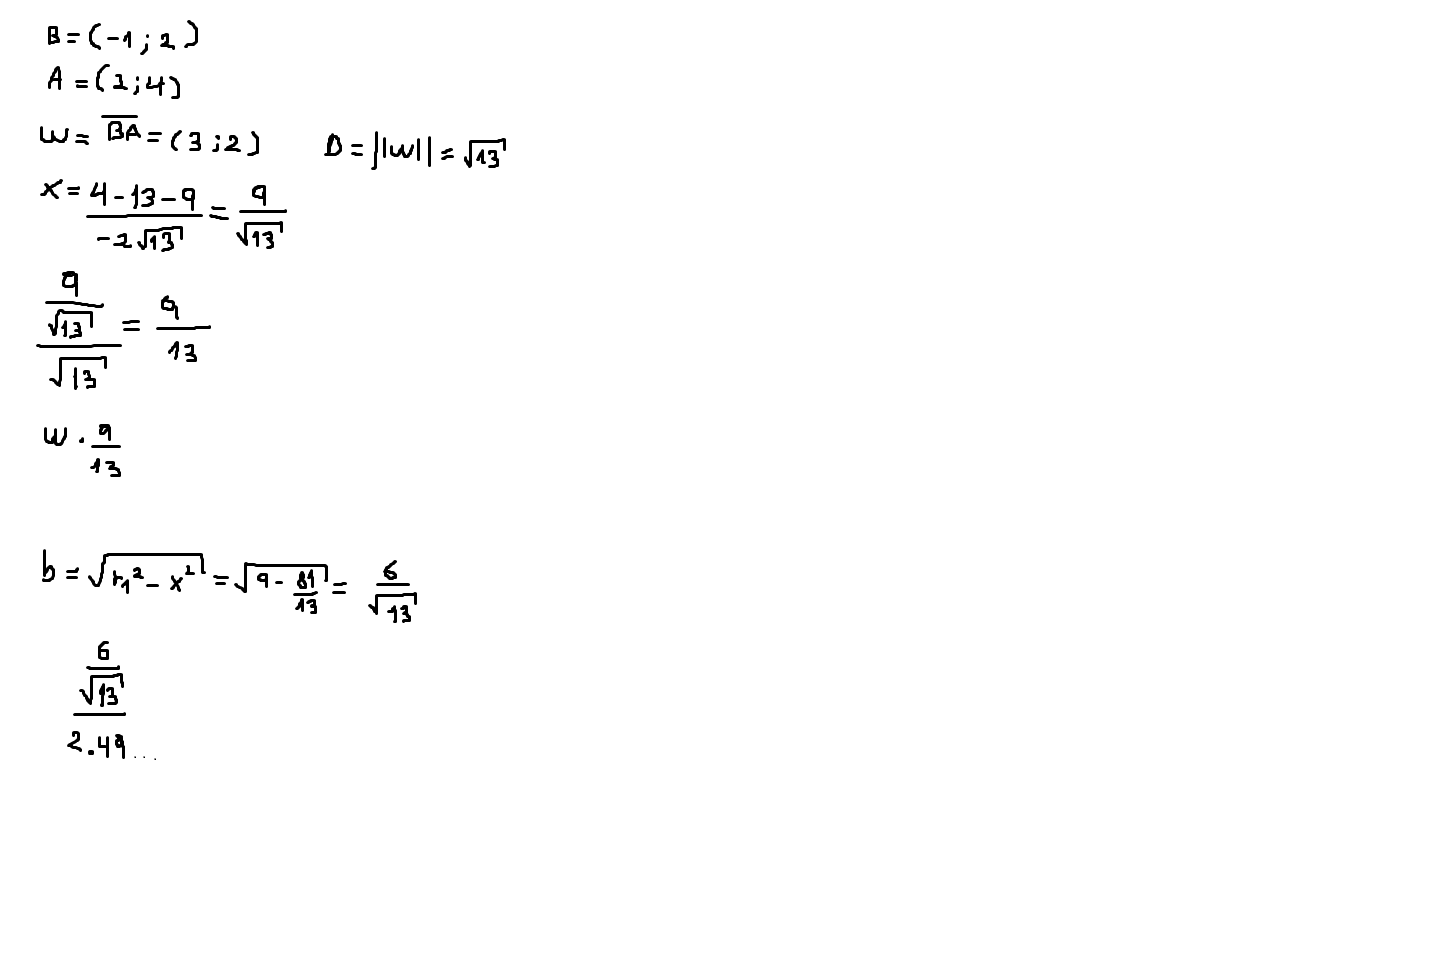 B = (-1 ; 2)
A = (2 ; 4)
W = BA = (3 ; 2) D = ||W|| = √13
X = (4 - 13 - 9)/(-2√13) = 9/√13
(9/√13)/√13 = 9/13
W · 9/13
b = √(r₁² - x²) = √(9 - 81/13) = 6/√13
(6/√13)/2.49...